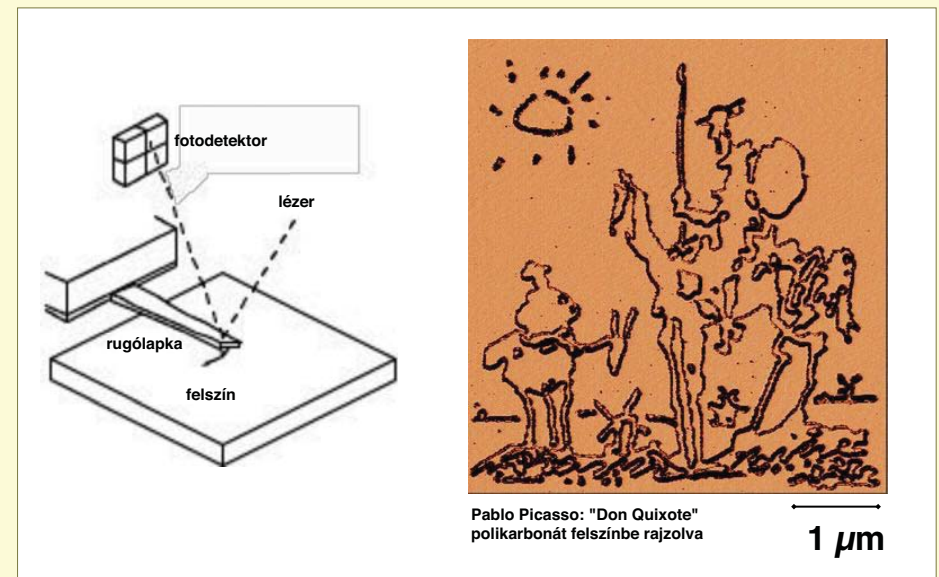 fotodetektor
lézer
rugólapka
felszín
Pablo Picasso: "Don Quixote"
polikarbonát felszínbe rajzolva
1 µm